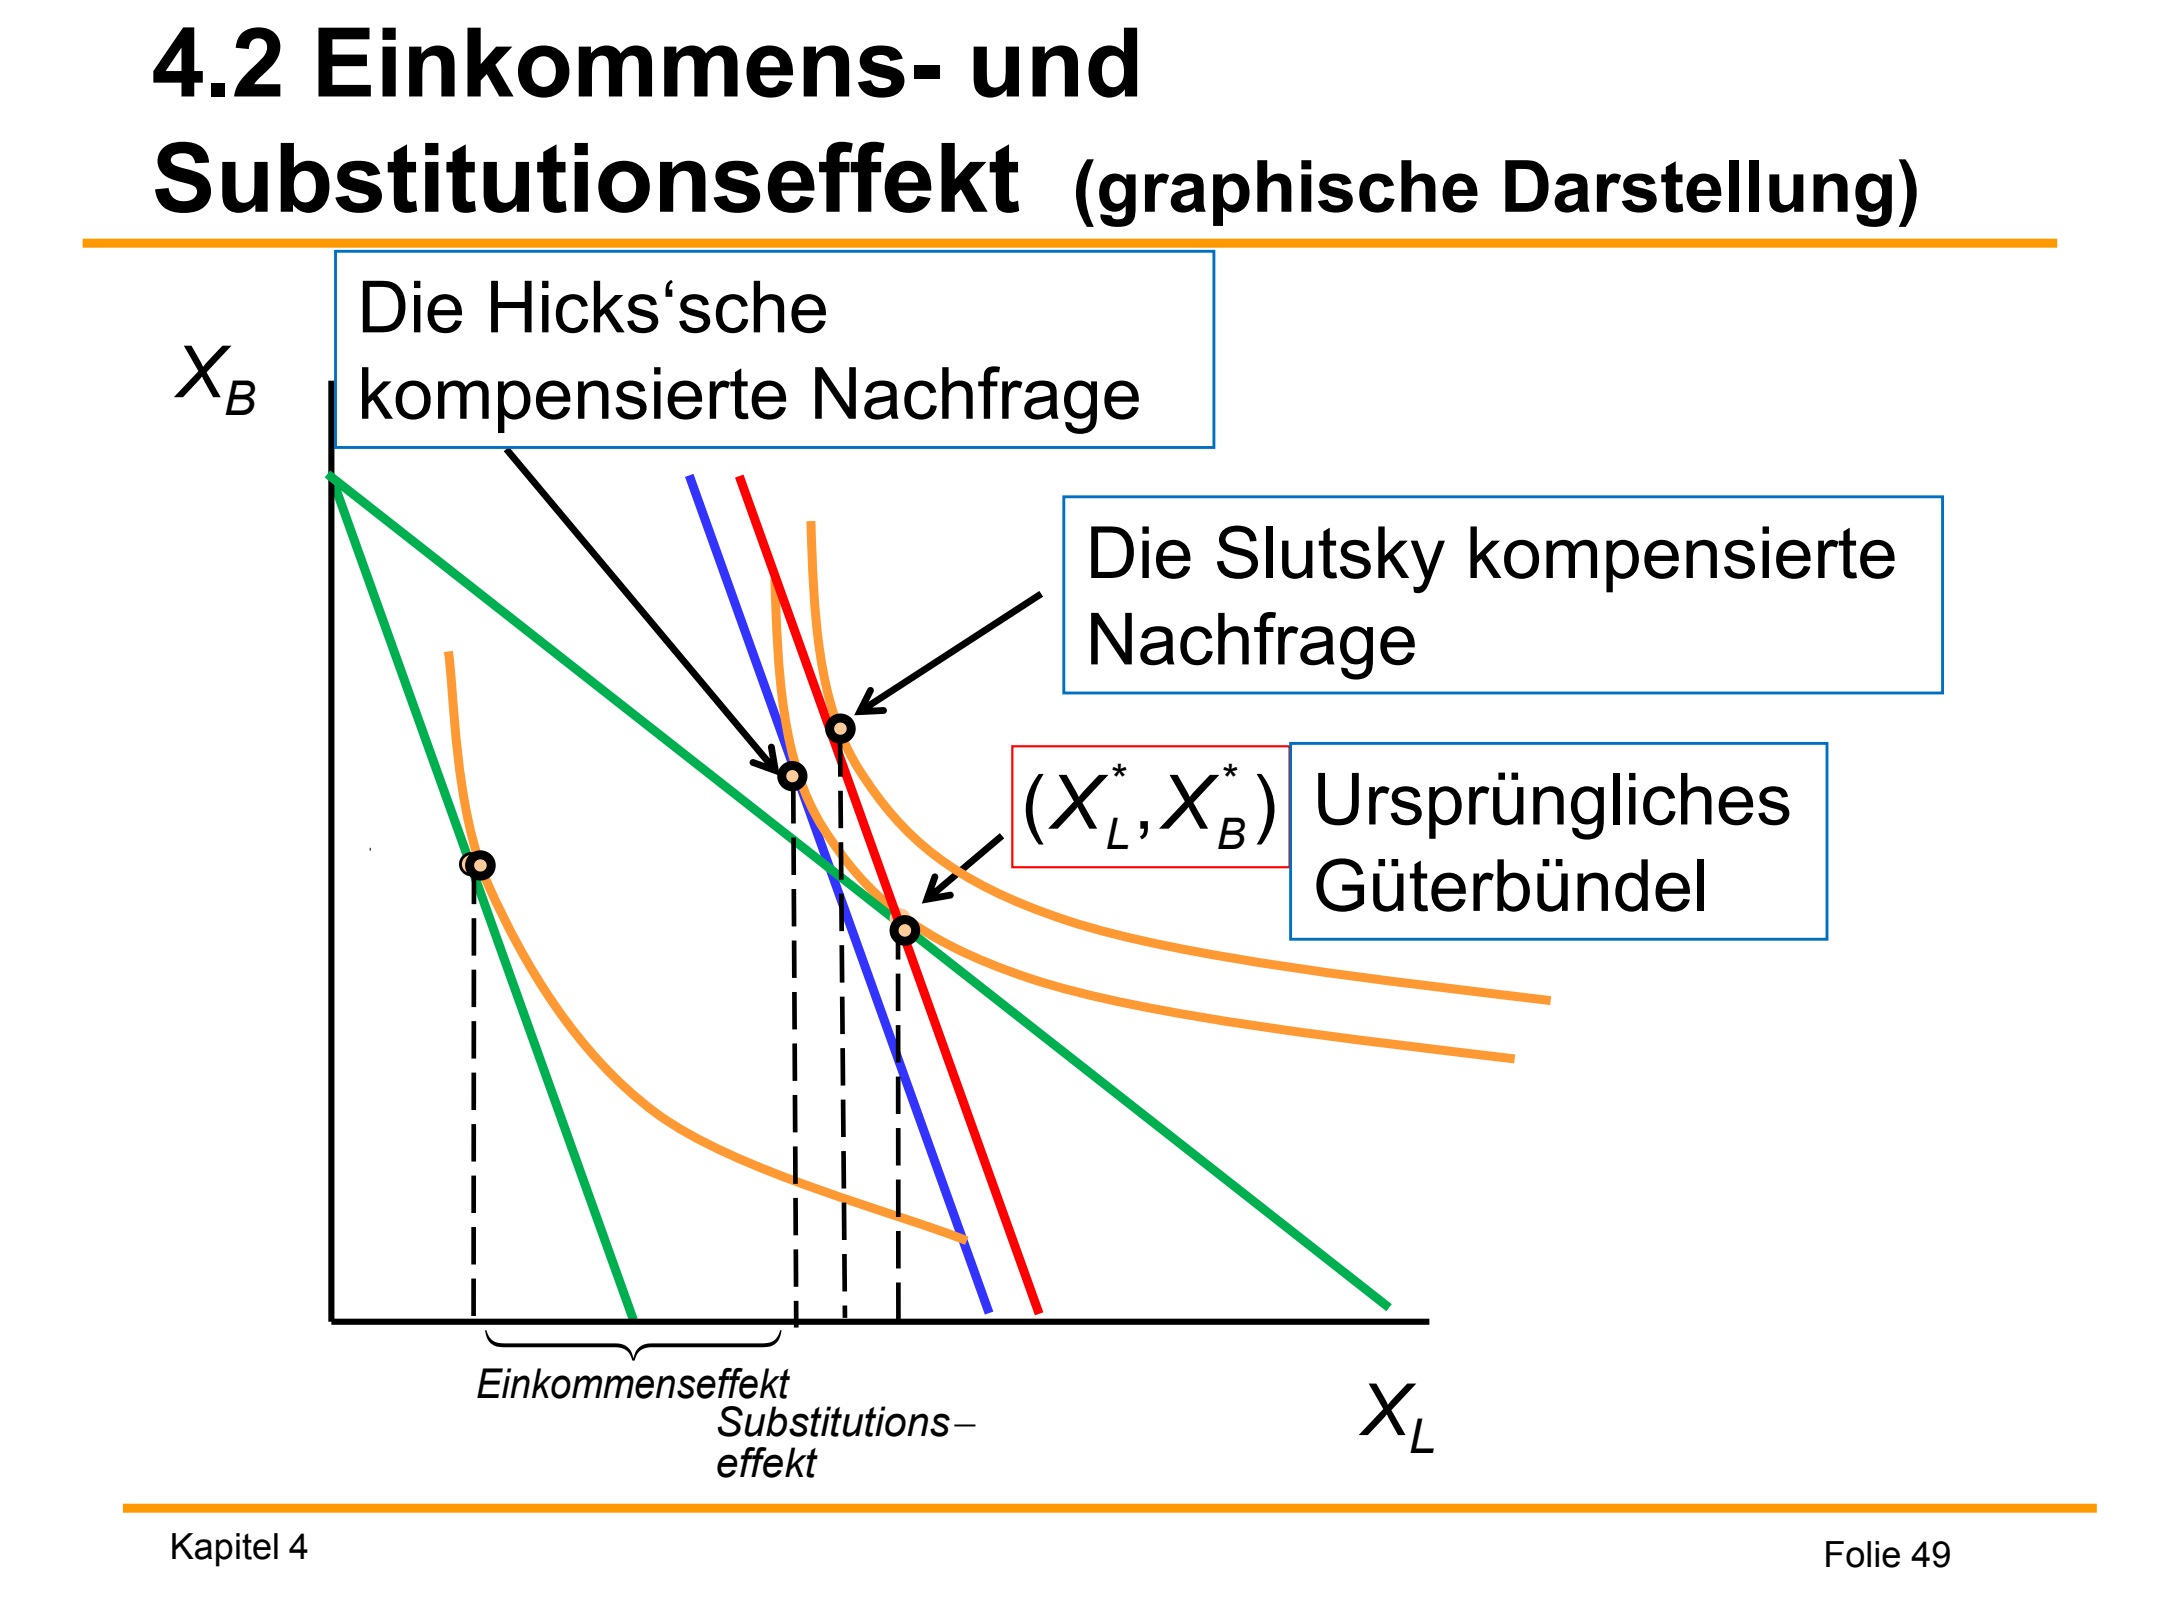 4.2 Einkommens- und
Substitutionseffekt (graphische Darstellung)
Die Hicks‘sche
kompensierte Nachfrage
X_B
Die Slutsky kompensierte
Nachfrage
(X_L^*, X_B^*)
Ursprüngliches
Güterbündel
Einkommenseffekt
Substitutions–
effekt
X_L
Kapitel 4
Folie 49